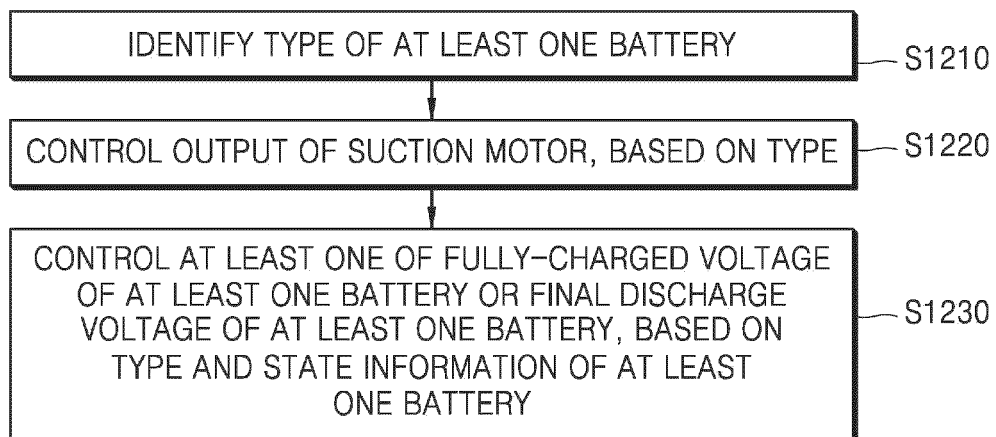 IDENTIFY TYPE OF AT LEAST ONE BATTERY
S1210
CONTROL OUTPUT OF SUCTION MOTOR, BASED ON TYPE
S1220
CONTROL AT LEAST ONE OF FULLY-CHARGED VOLTAGE
OF AT LEAST ONE BATTERY OR FINAL DISCHARGE
VOLTAGE OF AT LEAST ONE BATTERY, BASED ON
TYPE AND STATE INFORMATION OF AT LEAST
ONE BATTERY
S1230